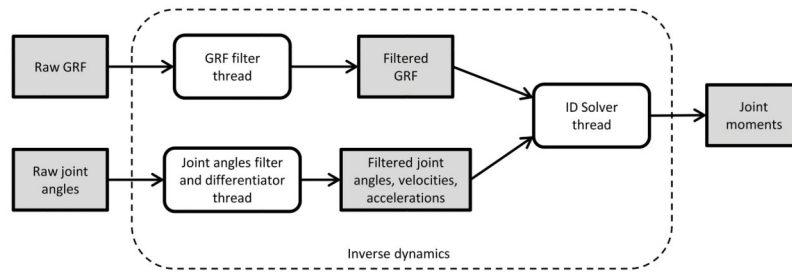 Raw GRF
GRF filter
thread
Filtered
GRF
ID Solver
thread
Joint
moments
Raw joint
angles
Joint angles filter
and differentiator
thread
Filtered joint
angles, velocities,
accelerations
Inverse dynamics